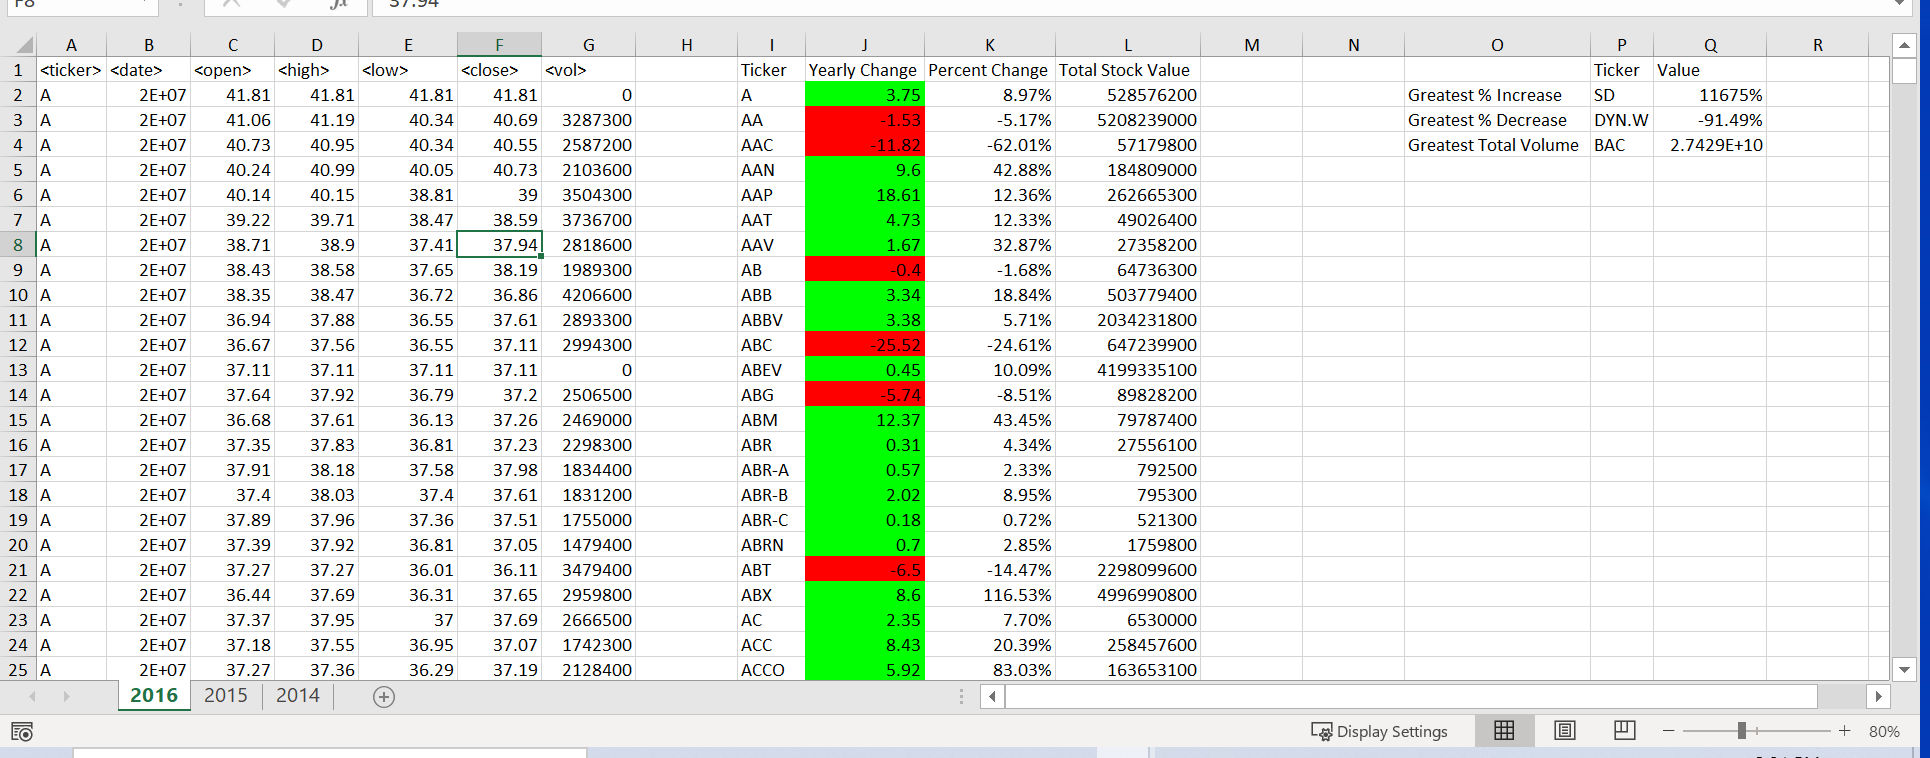 F8 fx 37.94
A B C D E F G H I J K L M N O P Q R
1 <ticker> <date> <open> <high> <low> <close> <vol> Ticker Yearly Change Percent Change Total Stock Value Ticker Value
2 A 2E+07 41.81 41.81 41.81 41.81 0 A 3.75 8.97% 528576200 Greatest % Increase SD 11675%
3 A 2E+07 41.06 41.19 40.34 40.69 3287300 AA -1.53 -5.17% 5208239000 Greatest % Decrease DYN.W -91.49%
4 A 2E+07 40.73 40.95 40.34 40.55 2587200 AAC -11.82 -62.01% 57179800 Greatest Total Volume BAC 2.7429E+10
5 A 2E+07 40.24 40.99 40.05 40.73 2103600 AAN 9.6 42.88% 184809000
6 A 2E+07 40.14 40.15 38.81 39 3504300 AAP 18.61 12.36% 262665300
7 A 2E+07 39.22 39.71 38.47 38.59 3736700 AAT 4.73 12.33% 49026400
8 A 2E+07 38.71 38.9 37.41 37.94 2818600 AAV 1.67 32.87% 27358200
9 A 2E+07 38.43 38.58 37.65 38.19 1989300 AB -0.4 -1.68% 64736300
10 A 2E+07 38.35 38.47 36.72 36.86 4206600 ABB 3.34 18.84% 503779400
11 A 2E+07 36.94 37.88 36.55 37.61 2893300 ABBV 3.38 5.71% 2034231800
12 A 2E+07 36.67 37.56 36.55 37.11 2994300 ABC -25.52 -24.61% 647239900
13 A 2E+07 37.11 37.11 37.11 37.11 0 ABEV 0.45 10.09% 4199335100
14 A 2E+07 37.64 37.92 36.79 37.2 2506500 ABG -5.74 -8.51% 89828200
15 A 2E+07 36.68 37.61 36.13 37.26 2469000 ABM 12.37 43.45% 79787400
16 A 2E+07 37.35 37.83 36.81 37.23 2298300 ABR 0.31 4.34% 27556100
17 A 2E+07 37.91 38.18 37.58 37.98 1834400 ABR-A 0.57 2.33% 792500
18 A 2E+07 37.4 38.03 37.4 37.61 1831200 ABR-B 2.02 8.95% 795300
19 A 2E+07 37.89 37.96 37.36 37.51 1755000 ABR-C 0.18 0.72% 521300
20 A 2E+07 37.39 37.92 36.81 37.05 1479400 ABRN 0.7 2.85% 1759800
21 A 2E+07 37.27 37.27 36.01 36.11 3479400 ABT -6.5 -14.47% 2298099600
22 A 2E+07 36.44 37.69 36.31 37.65 2959800 ABX 8.6 116.53% 4996990800
23 A 2E+07 37.37 37.95 37 37.69 2666500 AC 2.35 7.70% 6530000
24 A 2E+07 37.18 37.55 36.95 37.07 1742300 ACC 8.43 20.39% 258457600
25 A 2E+07 37.27 37.36 36.29 37.19 2128400 ACCO 5.92 83.03% 163653100
2016 2015 2014
Display Settings 80%